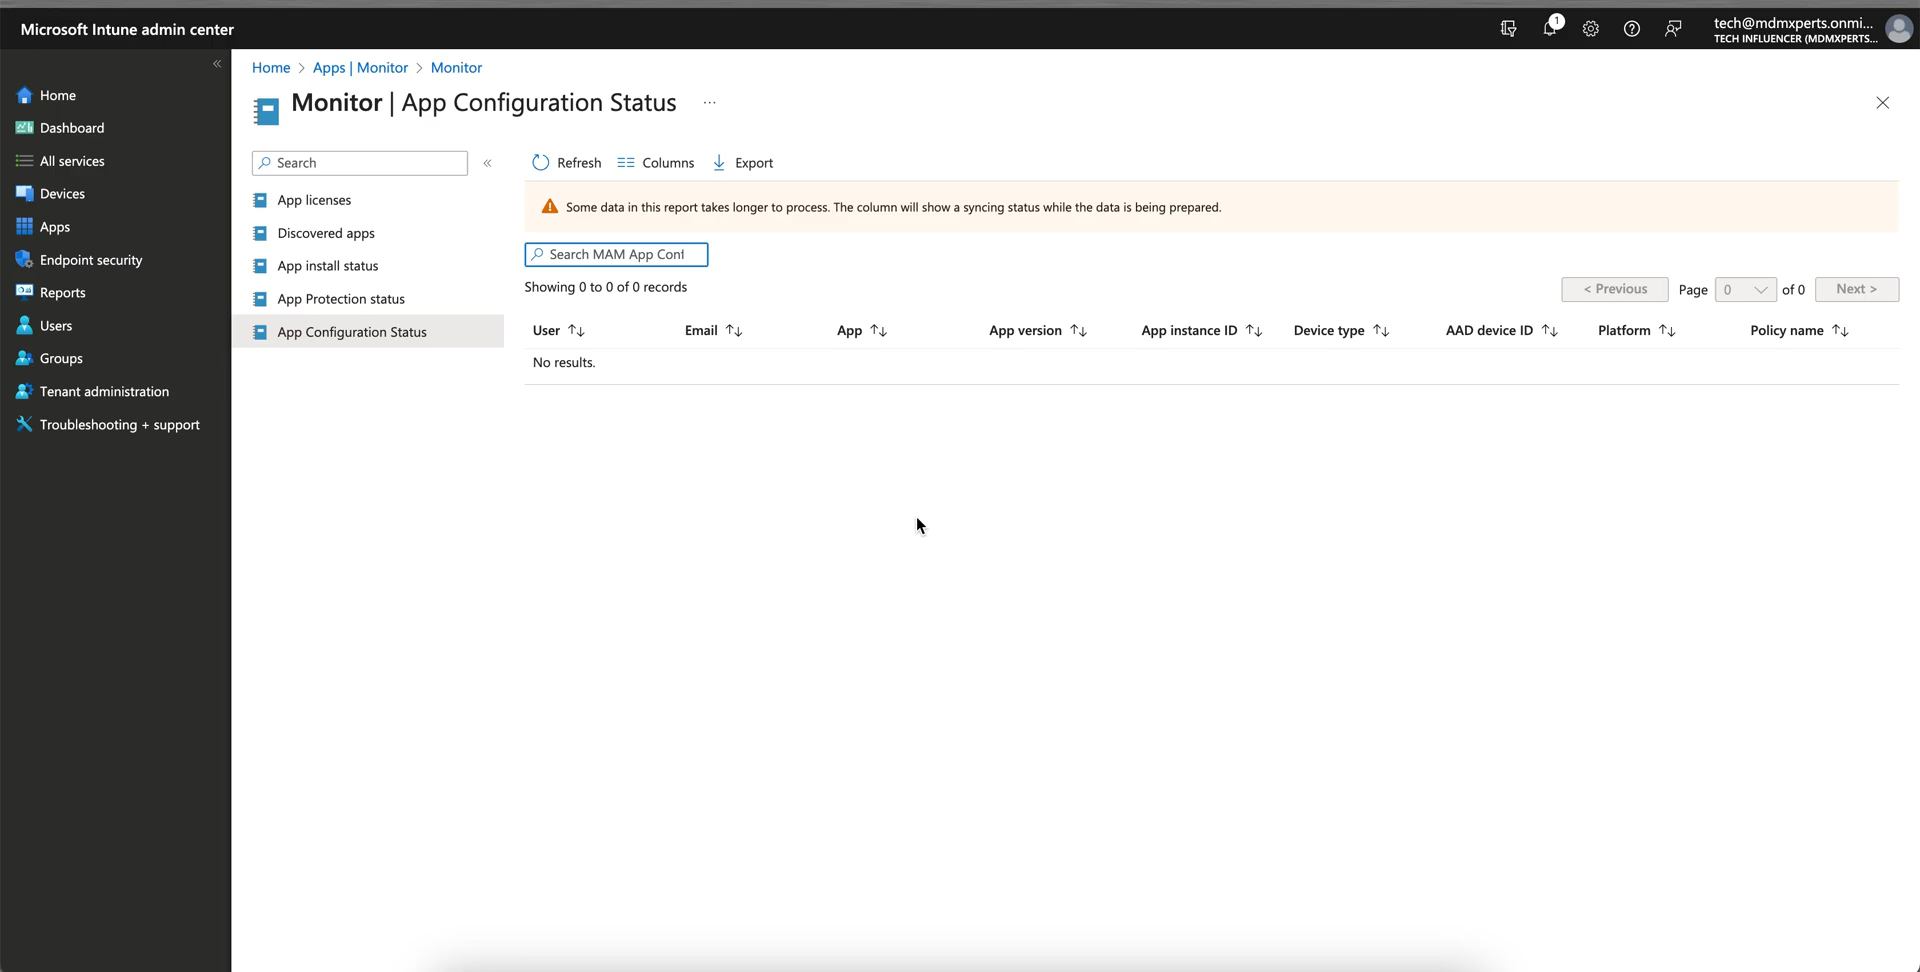 Microsoft Intune admin center
1
tech@mdmxperts.onmi...
TECH INFLUENCER (MDMXPERTS...
Home
Dashboard
All services
Devices
Apps
Endpoint security
Reports
Users
Groups
Tenant administration
Troubleshooting + support
Home > Apps | Monitor > Monitor
Monitor | App Configuration Status ...
Search
App licenses
Discovered apps
App install status
App Protection status
App Configuration Status
Refresh Columns Export
Some data in this report takes longer to process. The column will show a syncing status while the data is being prepared.
Search MAM App Conf
Showing 0 to 0 of 0 records
< Previous Page 0 of 0 Next >
User Email App App version App instance ID Device type AAD device ID Platform Policy name
No results.